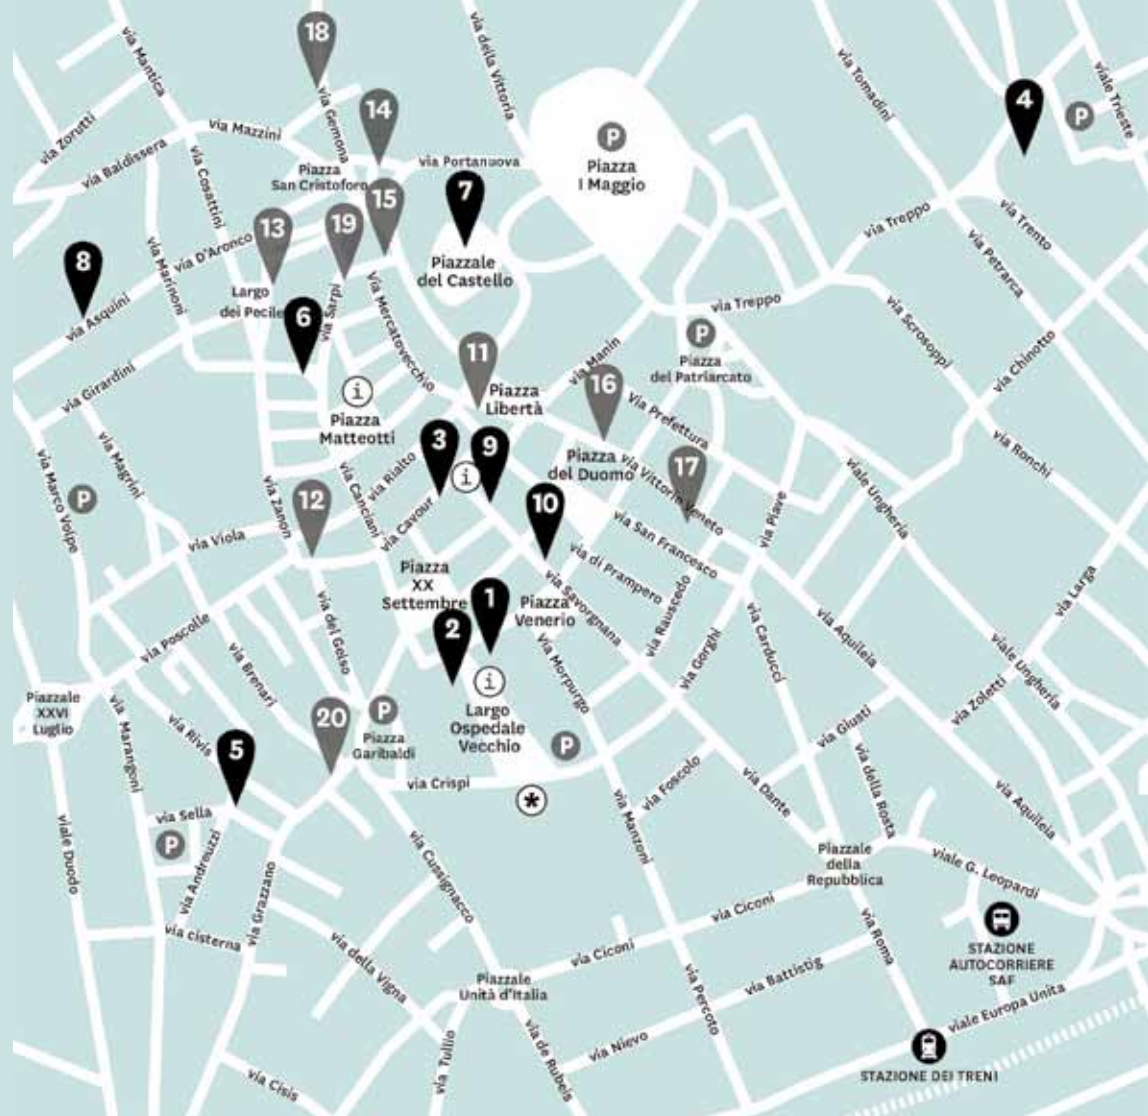 18
via Mantica
via della Vittoria
via Tomadini
viale Trieste
4
P
14
via Germona
via Zorutti
via Mazzini
P
via Baldissera
via Cosattini
Piazza
San Cristoforo
via Portanuova
Piazza
I Maggio
7
15
13
19
via Treppo
via Trento
8
via D'Aronco
via Marinoni
Piazzale
del Castello
via Petrarca
Largo
dei Pecile
via Sarpi
via Mercatovecchio
6
via Asquini
via Treppo
via Scrosoppi
11
P
Piazza
del Patriarcato
via Manin
via Chinotto
via Girardini
i
Piazza
Matteotti
Piazza
Libertà
16
via Prefettura
3
9
via Magrini
via Marco Volpe
P
via Rialto
i
Piazza
del Duomo
17
via Vittorio Veneto
via Ronchi
viale Ungheria
via Zanon
via Canciani
via Cavour
10
12
via Viola
via Piave
via San Francesco
Piazza
XX
Settembre
via di Prampero
1
Piazza
Venerio
via Savorgnana
via Rauscedo
via Larga
via del Gelso
2
via Poscolle
via Brenari
via Morpurgo
via Gorghi
via Carducci
via Aquileia
viale Ungheria
i
Largo
Ospedale
Vecchio
via Zoletti
Piazzale
XXVI
Luglio
via Marangoni
via Rivis
20
P
Piazza
Garibaldi
P
5
via Giusti
via Crispi
*
via Foscolo
via Dante
via della Rosta
via Sella
via Manzoni
via Aquileia
P
viale Duodo
via Andreuzzi
via Grazzano
via Cussignacco
Piazzale
della
Repubblica
viale G. Leopardi
via Ciconi
via cisterna
via della Vigna
via Ciconi
via Roma
STAZIONE
AUTOCORRIERE
SAF
Piazzale
Unità d'Italia
via Battistig
via Percoto
viale Europa Unita
via Tullio
via de Rubeis
via Nievo
via Cisis
STAZIONE DEI TRENI